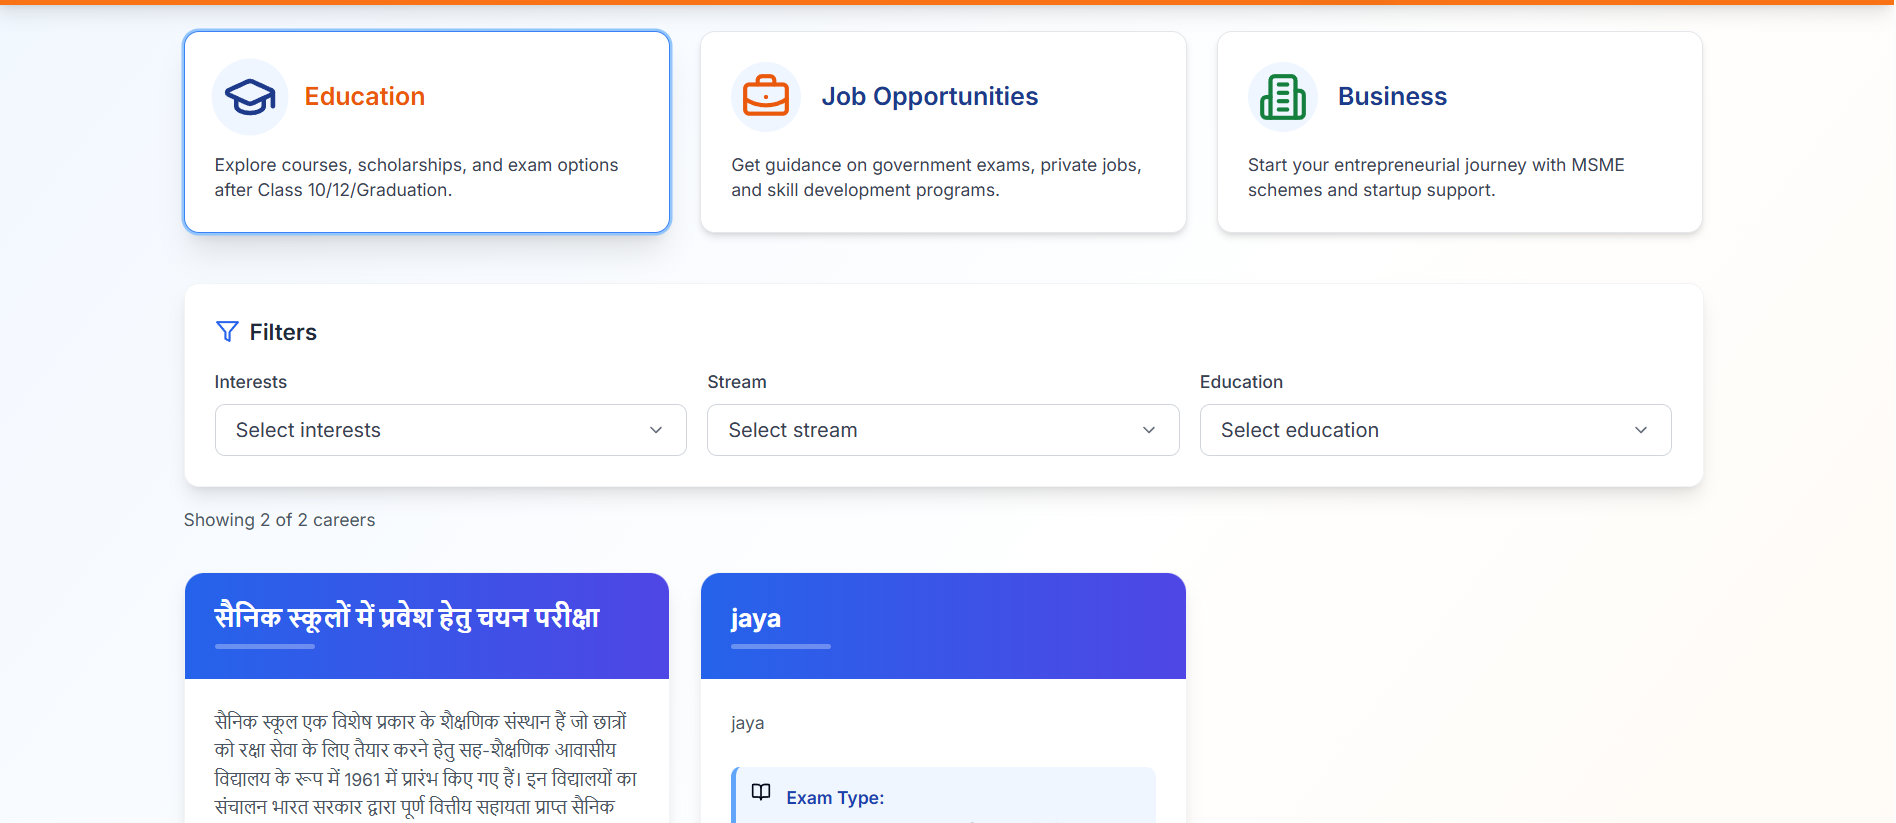 Education
Explore courses, scholarships, and exam options
after Class 10/12/Graduation.
Job Opportunities
Get guidance on government exams, private jobs,
and skill development programs.
Business
Start your entrepreneurial journey with MSME
schemes and startup support.
Filters
Interests
Select interests
Stream
Select stream
Education
Select education
Showing 2 of 2 careers
सैनिक स्कूलों में प्रवेश हेतु चयन परीक्षा
सैनिक स्कूल एक विशेष प्रकार के शैक्षणिक संस्थान हैं जो छात्रों
को रक्षा सेवा के लिए तैयार करने हेतु सह-शैक्षणिक आवासीय
विद्यालय के रूप में 1961 में प्रारंभ किए गए हैं। इन विद्यालयों का
संचालन भारत सरकार द्वारा पूर्ण वित्तीय सहायता प्राप्त सैनिक
jaya
jaya
Exam Type: